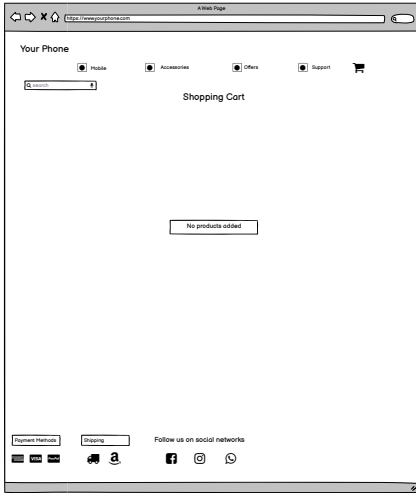 A Web Page
https://www.yourphone.com
Your Phone
Mobile Accessories Offers Support
search
Shopping Cart
No products added
Payment Methods Shipping Follow us on social networks
VISA PayPal